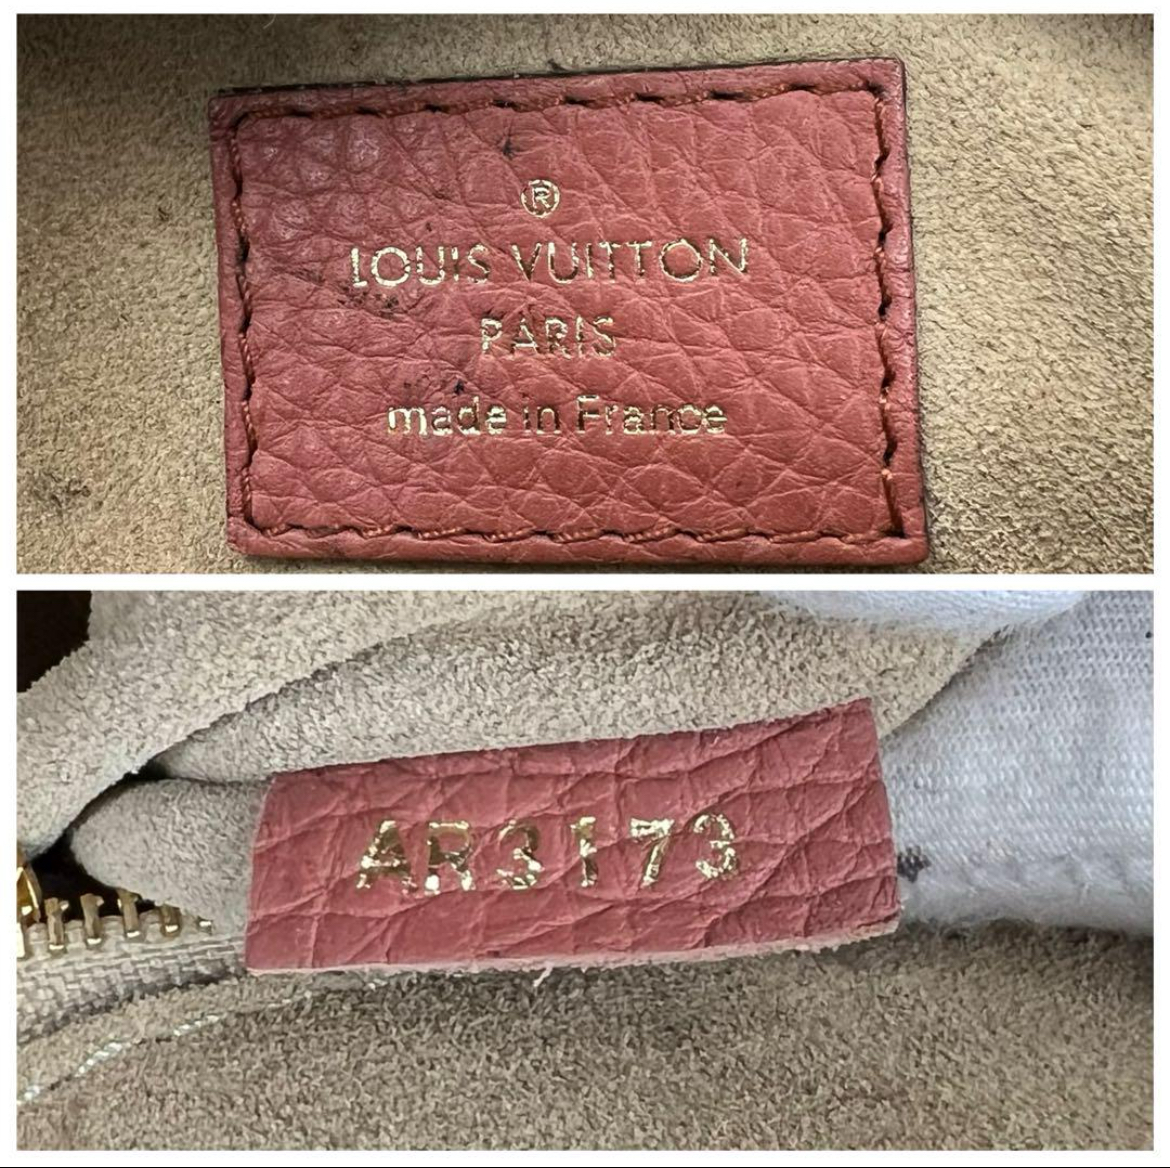 ®
LOUIS VUITTON
PARIS
made in France
AR3173